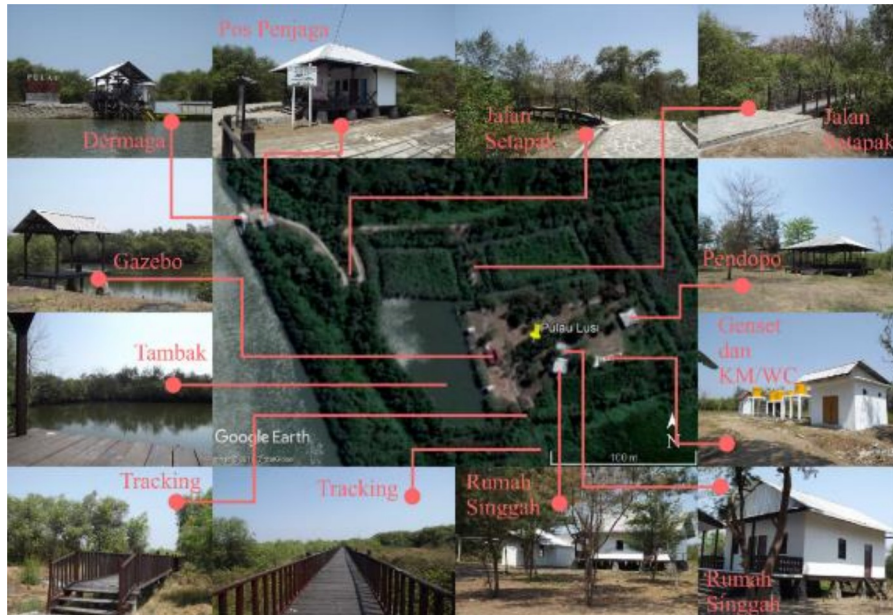 Pos Penjaga
PULAU
Dermaga
Jalan
Setapak
Jalan
Setapak
Gazebo
Pendopo
Pulau Lusi
Tambak
Genset
dan
KM/WC
Google Earth
N
100 m
Tracking
Tracking
Rumah
Singgah
Rumah
Singgah